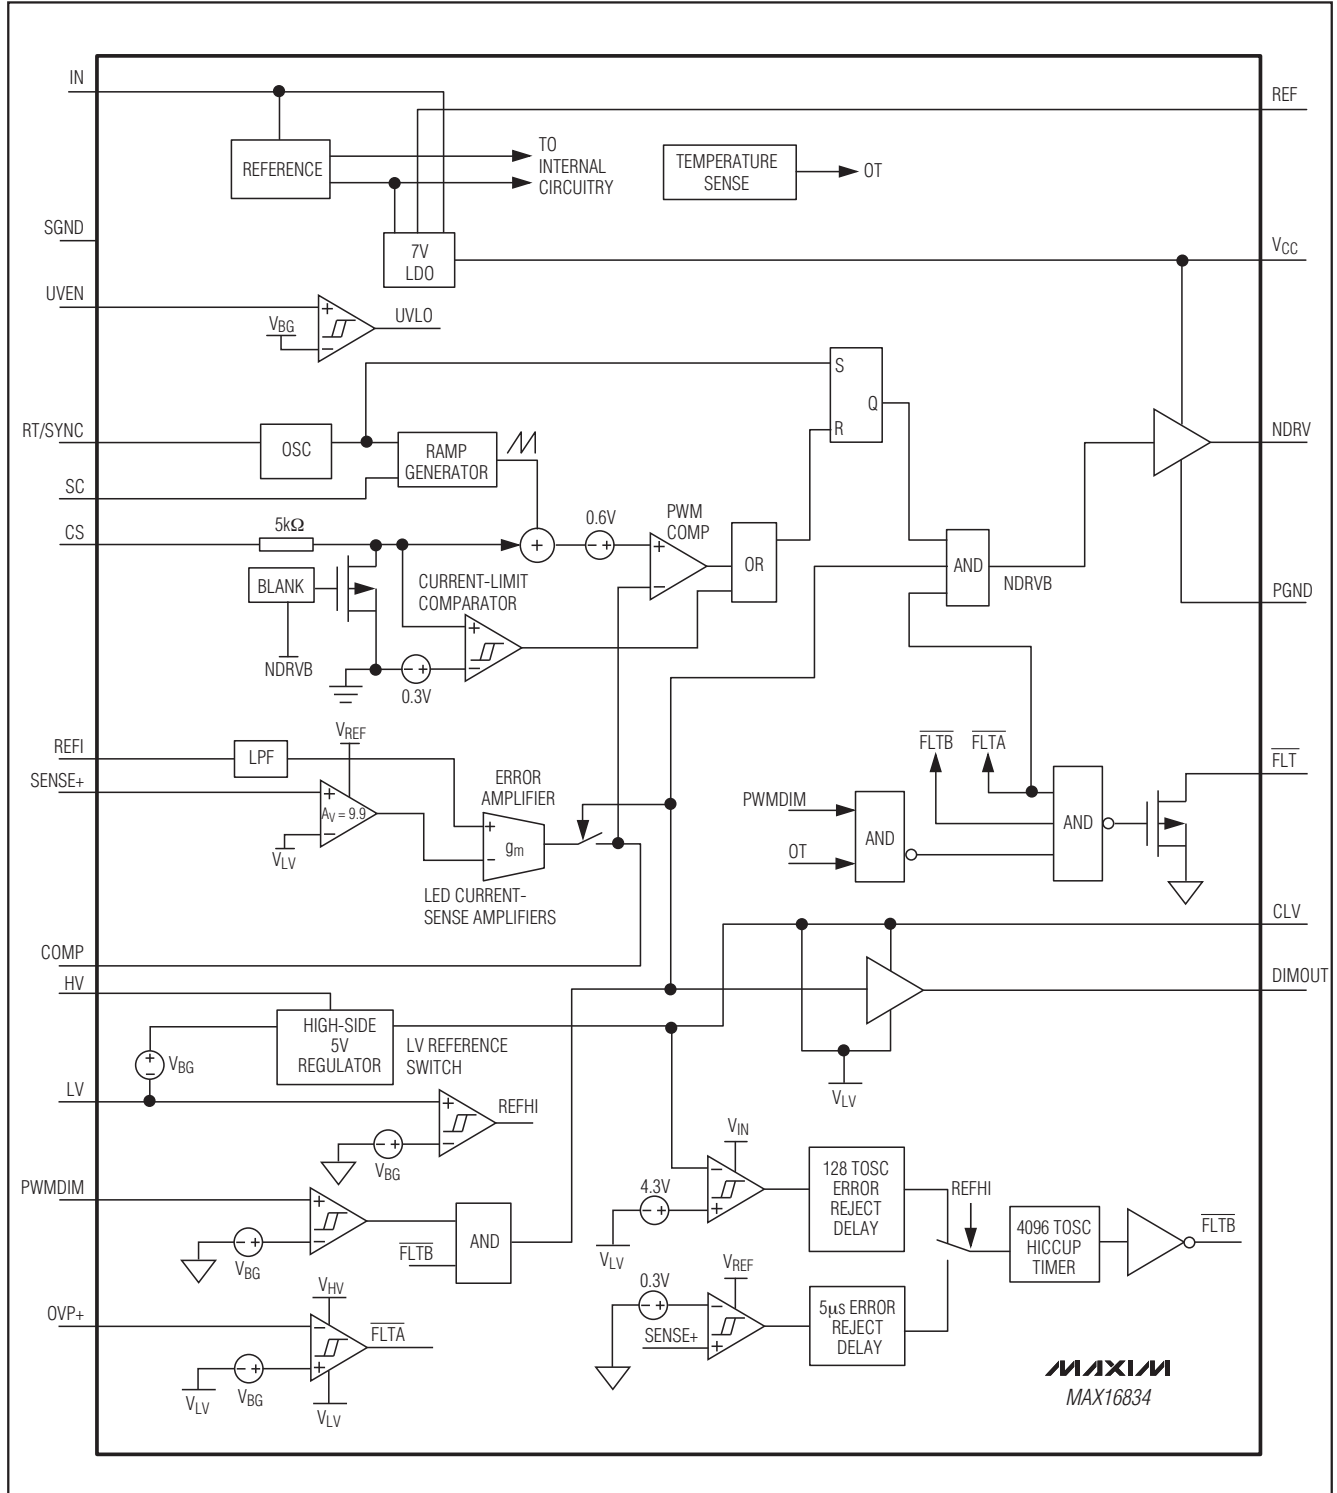 IN
REF
REFERENCE
TO
INTERNAL
CIRCUITRY
TEMPERATURE
SENSE
OT
SGND
7V
LDO
VCC
UVEN
VBG
+
−
UVLO
S
Q
R
RT/SYNC
OSC
RAMP
GENERATOR
NDRV
SC
CS
5kΩ
+
0.6V
− +
PWM
COMP
+
−
OR
AND
NDRVB
PGND
BLANK
NDRVB
CURRENT-LIMIT
COMPARATOR
+
−
− +
0.3V
REFI
LPF
VREF
SENSE+
+
AV = 9.9
−
VLV
ERROR
AMPLIFIER
+
gm
−
LED CURRENT-
SENSE AMPLIFIERS
FLTB
FLTA
FLT
PWMDIM
OT
AND
AND
COMP
CLV
HV
DIMOUT
HIGH-SIDE
5V
REGULATOR
LV REFERENCE
SWITCH
+
−
VBG
LV
+
−
REFHI
− +
VBG
VLV
PWMDIM
+
−
− +
VBG
FLTB
AND
VIN
−
+
4.3V
− +
VLV
128 TOSC
ERROR
REJECT
DELAY
REFHI
4096 TOSC
HICCUP
TIMER
FLTB
OVP+
VHV
−
+
FLTA
− +
VLV
VBG
VLV
0.3V
− +
SENSE+
VREF
−
+
5µs ERROR
REJECT
DELAY
MAXIM
MAX16834